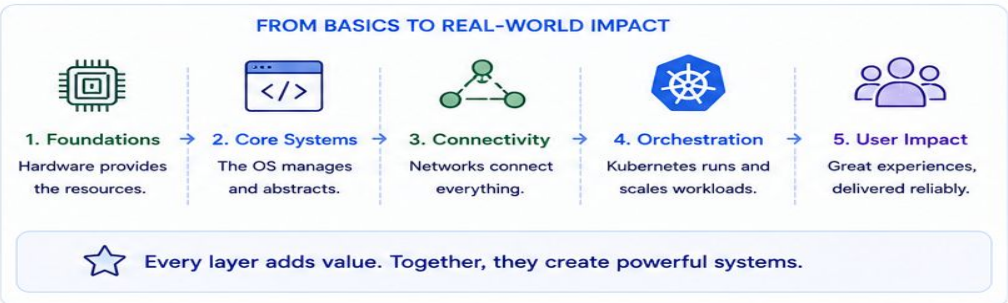 FROM BASICS TO REAL-WORLD IMPACT
</>
1. Foundations
Hardware provides
the resources.
2. Core Systems
The OS manages
and abstracts.
3. Connectivity
Networks connect
everything.
4. Orchestration
Kubernetes runs and
scales workloads.
5. User Impact
Great experiences,
delivered reliably.
Every layer adds value. Together, they create powerful systems.